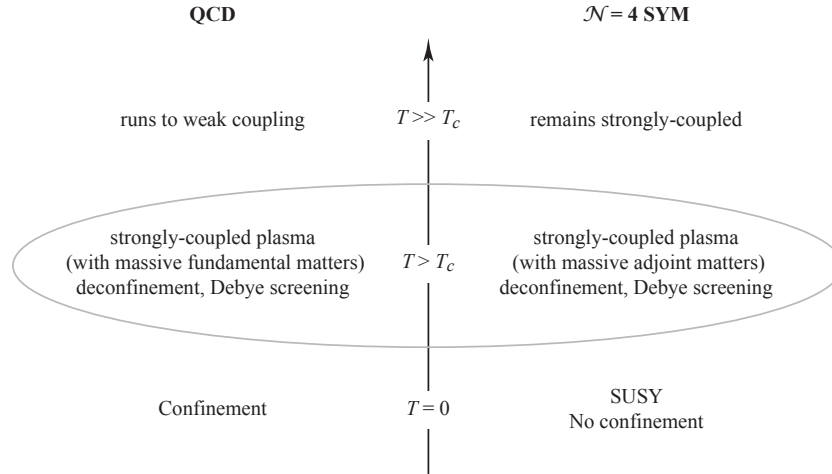 QCD
𝒩 = 4 SYM
runs to weak coupling
T >> T_c
remains strongly-coupled
strongly-coupled plasma
(with massive fundamental matters)
deconfinement, Debye screening
T > T_c
strongly-coupled plasma
(with massive adjoint matters)
deconfinement, Debye screening
Confinement
T = 0
SUSY
No confinement